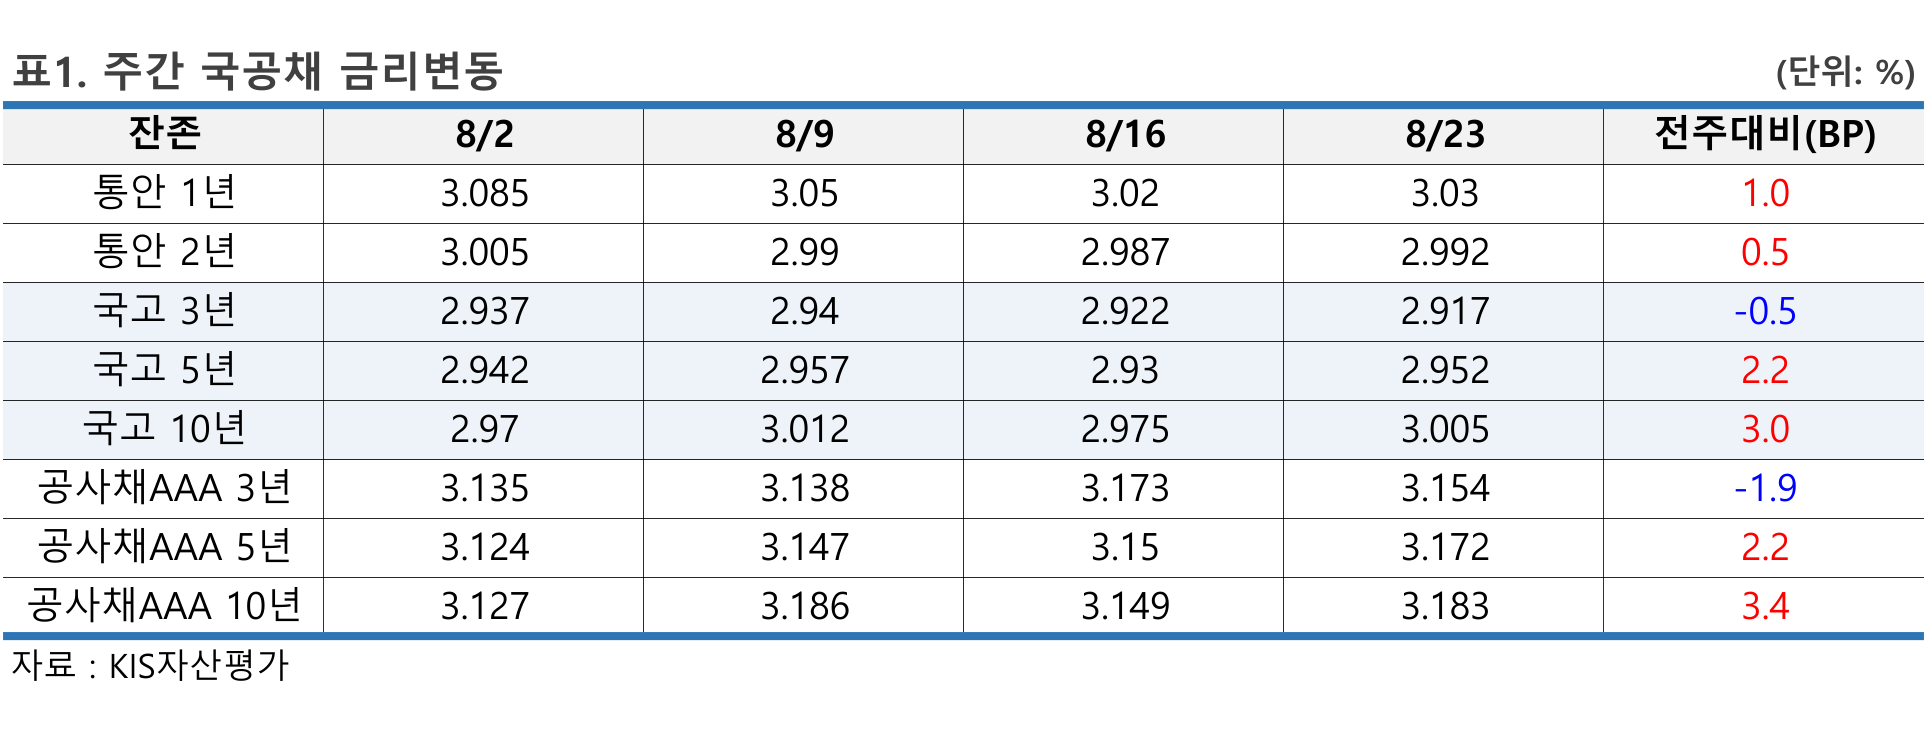 표1. 주간 국공채 금리변동 (단위: %)
잔존 8/2 8/9 8/16 8/23 전주대비(BP)
통안 1년 3.085 3.05 3.02 3.03 1.0
통안 2년 3.005 2.99 2.987 2.992 0.5
국고 3년 2.937 2.94 2.922 2.917 -0.5
국고 5년 2.942 2.957 2.93 2.952 2.2
국고 10년 2.97 3.012 2.975 3.005 3.0
공사채AAA 3년 3.135 3.138 3.173 3.154 -1.9
공사채AAA 5년 3.124 3.147 3.15 3.172 2.2
공사채AAA 10년 3.127 3.186 3.149 3.183 3.4
자료 : KIS자산평가